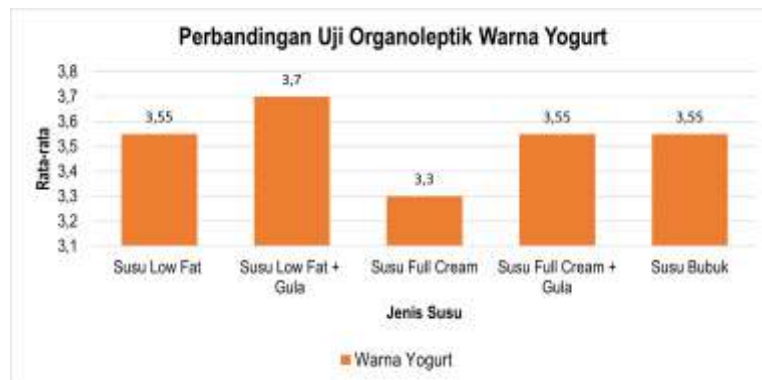 Perbandingan Uji Organoleptik Warna Yogurt
3,8
3,7
3,6
3,5
3,4
3,3
3,2
3,1
Rata-rata
3,55
3,7
3,3
3,55
3,55
Susu Low Fat
Susu Low Fat +
Gula
Susu Full Cream
Susu Full Cream +
Gula
Susu Bubuk
Jenis Susu
Warna Yogurt